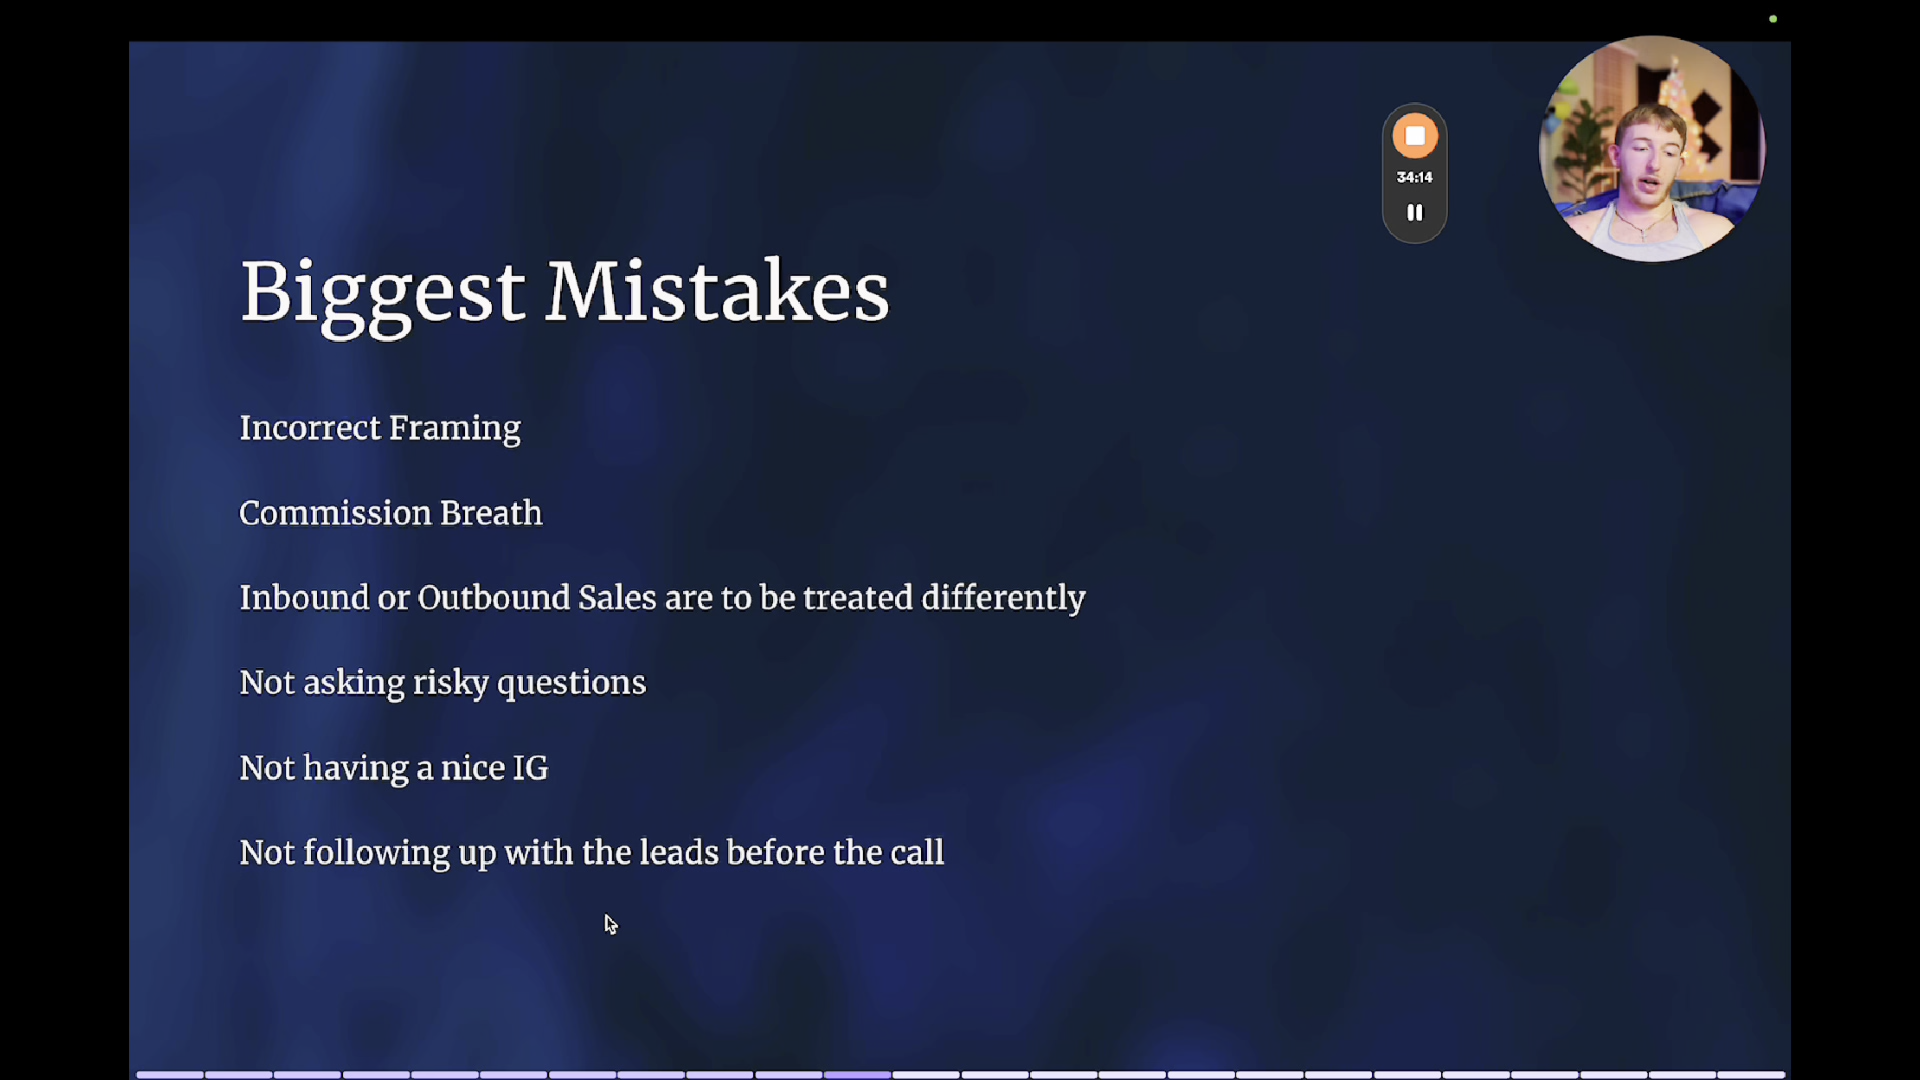 34:14
Biggest Mistakes
Incorrect Framing
Commission Breath
Inbound or Outbound Sales are to be treated differently
Not asking risky questions
Not having a nice IG
Not following up with the leads before the call